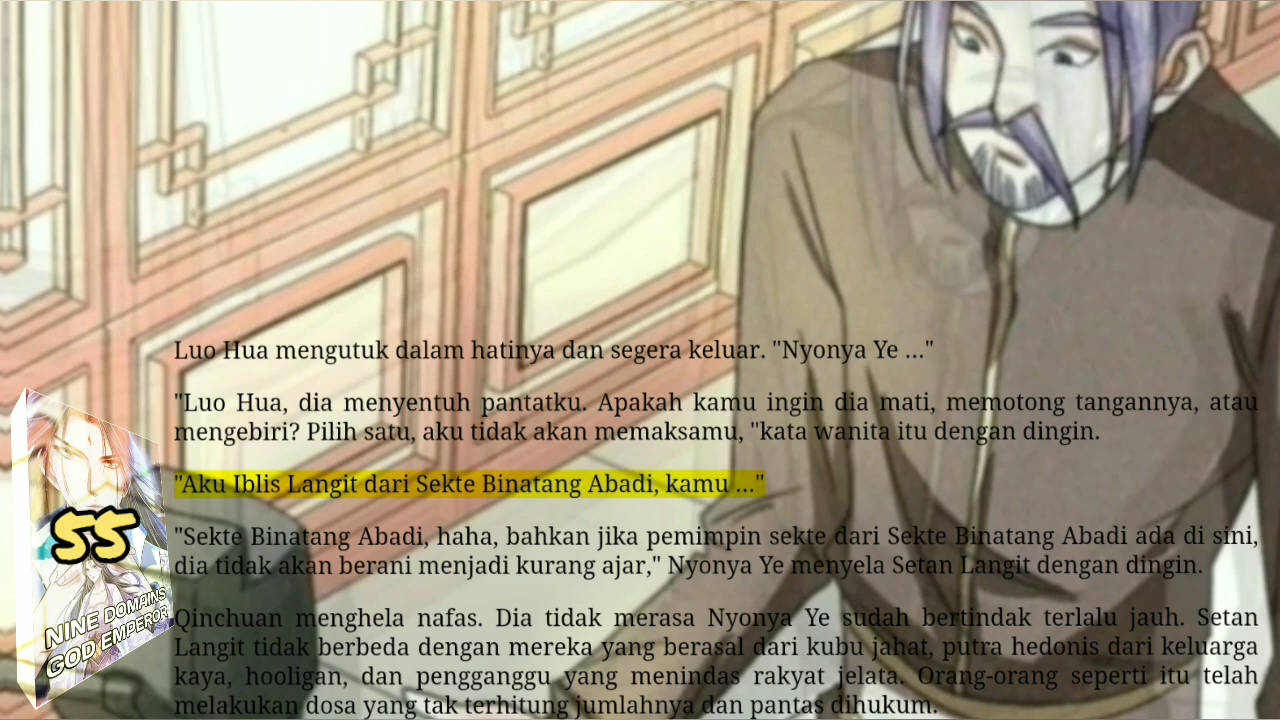 Luo Hua mengutuk dalam hatinya dan segera keluar. "Nyonya Ye ..."
"Luo Hua, dia menyentuh pantatku. Apakah kamu ingin dia mati, memotong tangannya, atau
mengebiri? Pilih satu, aku tidak akan memaksamu, "kata wanita itu dengan dingin.
"Aku Iblis Langit dari Sekte Binatang Abadi, kamu ..."
"Sekte Binatang Abadi, haha, bahkan jika pemimpin sekte dari Sekte Binatang Abadi ada di sini,
dia tidak akan berani menjadi kurang ajar," Nyonya Ye menyela Setan Langit dengan dingin.
Qinchuan menghela nafas. Dia tidak merasa Nyonya Ye sudah bertindak terlalu jauh. Setan
Langit tidak berbeda dengan mereka yang berasal dari kubu jahat, putra hedonis dari keluarga
kaya, hooligan, dan pengganggu yang menindas rakyat jelata. Orang-orang seperti itu telah
melakukan dosa yang tak terhitung jumlahnya dan pantas dihukum.
SS
NINE DOMAINS
GOD EMPEROR